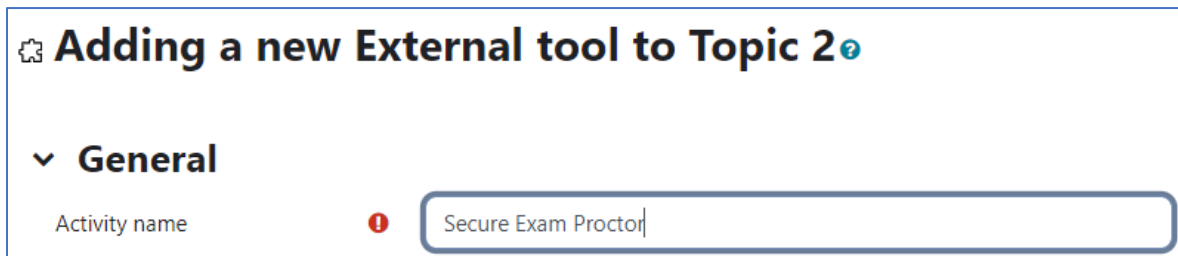 Adding a new External tool to Topic 2
General
Activity name
Secure Exam Proctor